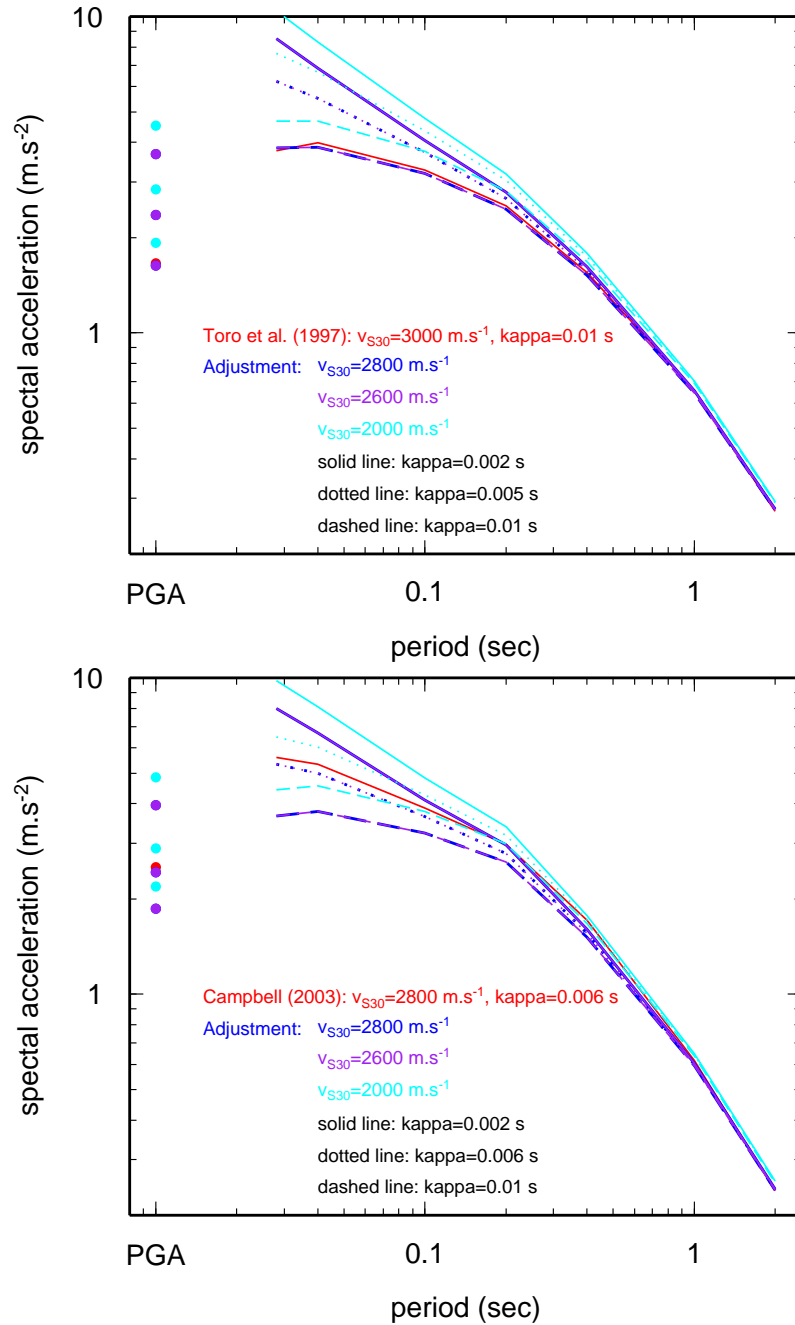 10
spectal acceleration (m.s-2)
1
Toro et al. (1997): vS30=3000 m.s-1, kappa=0.01 s
Adjustment: vS30=2800 m.s-1
vS30=2600 m.s-1
vS30=2000 m.s-1
solid line: kappa=0.002 s
dotted line: kappa=0.005 s
dashed line: kappa=0.01 s
PGA 0.1 1
period (sec)
10
spectal acceleration (m.s-2)
1
Campbell (2003): vS30=2800 m.s-1, kappa=0.006 s
Adjustment: vS30=2800 m.s-1
vS30=2600 m.s-1
vS30=2000 m.s-1
solid line: kappa=0.002 s
dotted line: kappa=0.006 s
dashed line: kappa=0.01 s
PGA 0.1 1
period (sec)